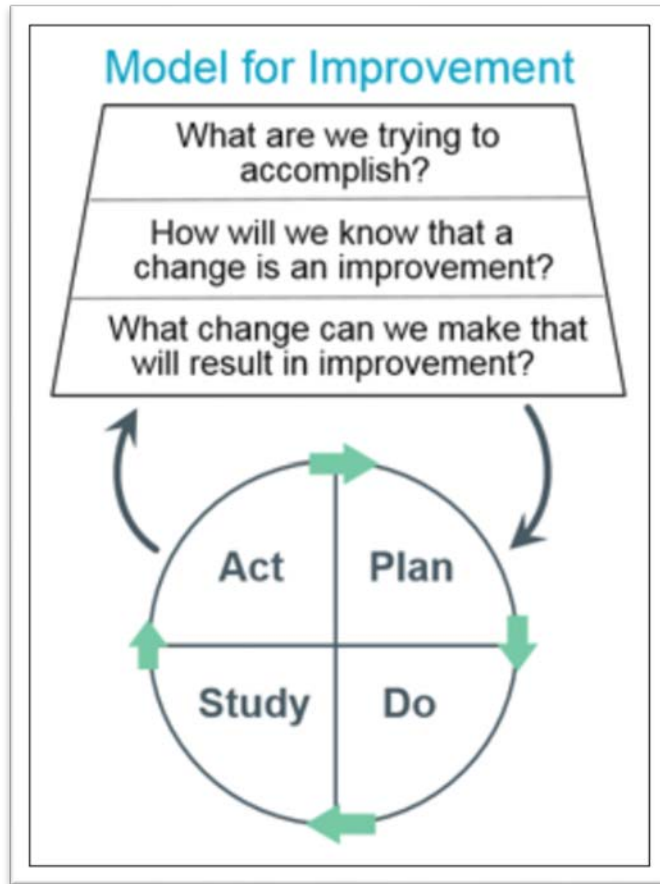 Model for Improvement
What are we trying to
accomplish?
How will we know that a
change is an improvement?
What change can we make that
will result in improvement?
Act
Plan
Study
Do